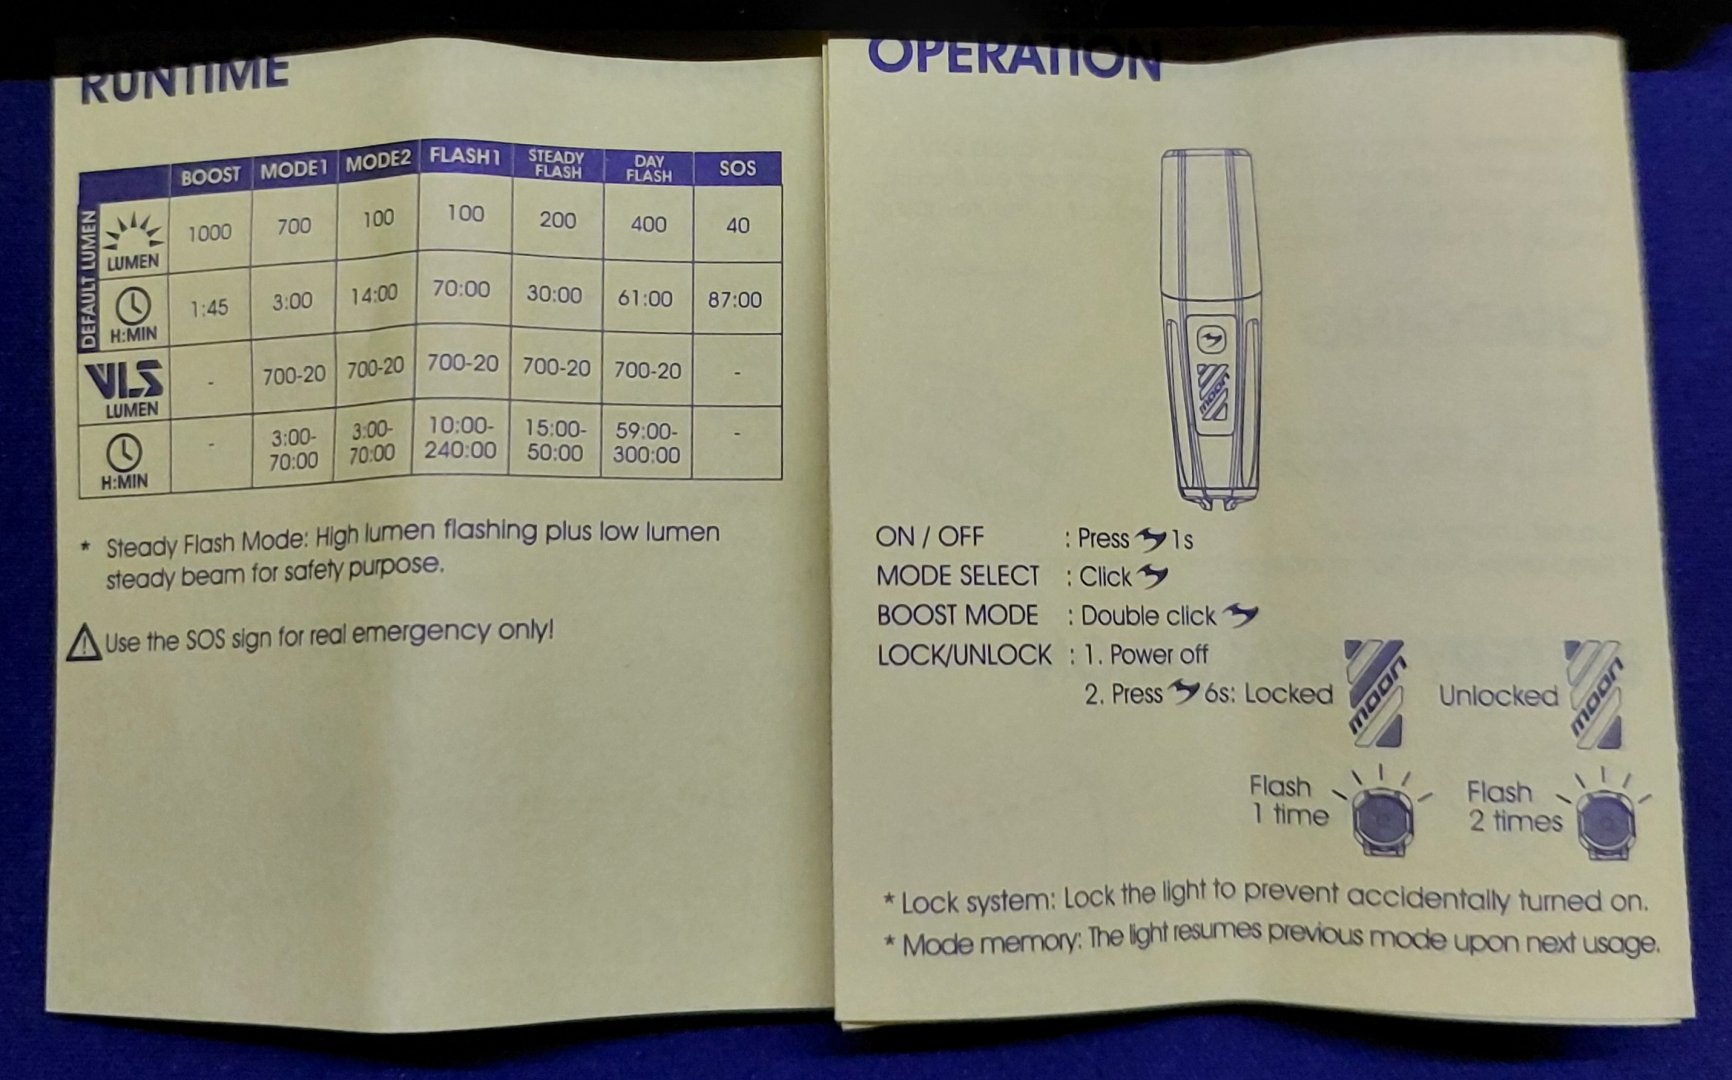 RUNTIME
BOOST MODE1 MODE2 FLASH1 STEADY FLASH DAY FLASH SOS
DEFAULT LUMEN
LUMEN 1000 700 100 100 200 400 40
H:MIN 1:45 3:00 14:00 70:00 30:00 61:00 87:00
VLS LUMEN - 700-20 700-20 700-20 700-20 700-20 -
H:MIN - 3:00-70:00 3:00-70:00 10:00-240:00 15:00-50:00 59:00-300:00 -
* Steady Flash Mode: High lumen flashing plus low lumen
steady beam for safety purpose.
Use the SOS sign for real emergency only!
OPERATION
moon
ON / OFF : Press 1s
MODE SELECT : Click
BOOST MODE : Double click
LOCK/UNLOCK : 1. Power off
2. Press 6s: Locked moon Unlocked moon
Flash 1 time Flash 2 times
* Lock system: Lock the light to prevent accidentally turned on.
* Mode memory: The light resumes previous mode upon next usage.